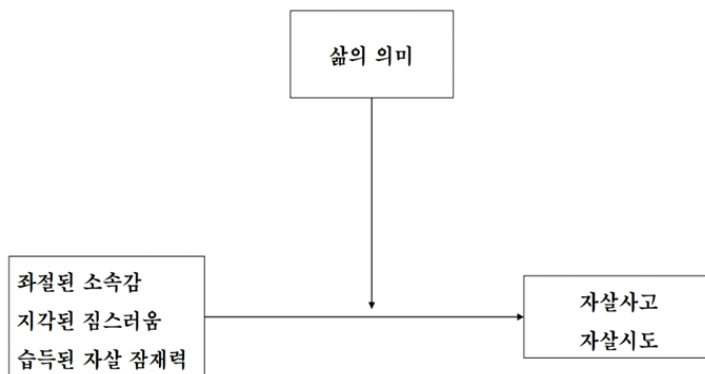 삶의 의미
좌절된 소속감
지각된 짐스러움
습득된 자살 잠재력
자살사고
자살시도